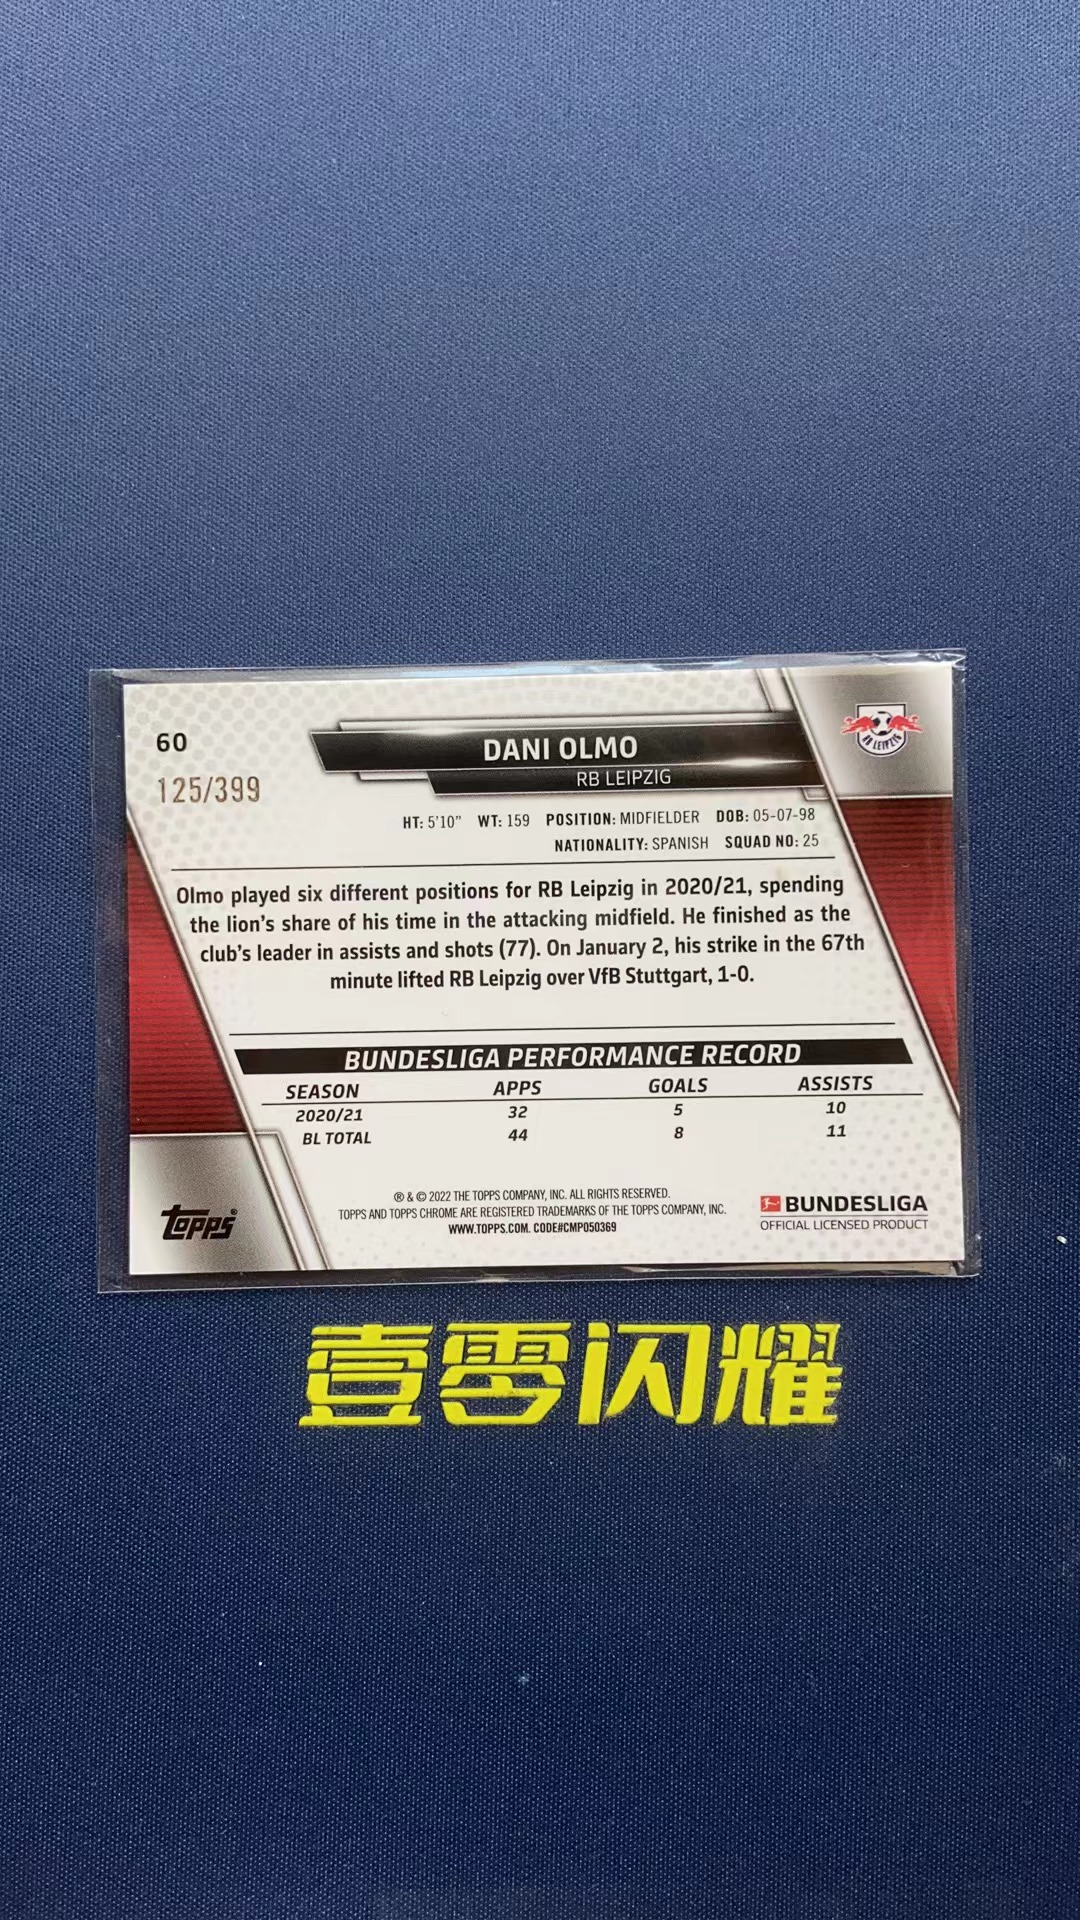 60
125/399
DANI OLMO
RB LEIPZIG
RB LEIPZIG
HT: 5'10" WT: 159 POSITION: MIDFIELDER DOB: 05-07-98
NATIONALITY: SPANISH SQUAD NO: 25
Olmo played six different positions for RB Leipzig in 2020/21, spending
the lion's share of his time in the attacking midfield. He finished as the
club's leader in assists and shots (77). On January 2, his strike in the 67th
minute lifted RB Leipzig over VfB Stuttgart, 1-0.
BUNDESLIGA PERFORMANCE RECORD
SEASON APPS GOALS ASSISTS
2020/21 32 5 10
BL TOTAL 44 8 11
® & © 2022 THE TOPPS COMPANY, INC. ALL RIGHTS RESERVED.
TOPPS AND TOPPS CHROME ARE REGISTERED TRADEMARKS OF THE TOPPS COMPANY, INC.
WWW.TOPPS.COM. CODE#CMP050369
topps®
BUNDESLIGA
OFFICIAL LICENSED PRODUCT
壹零闪耀